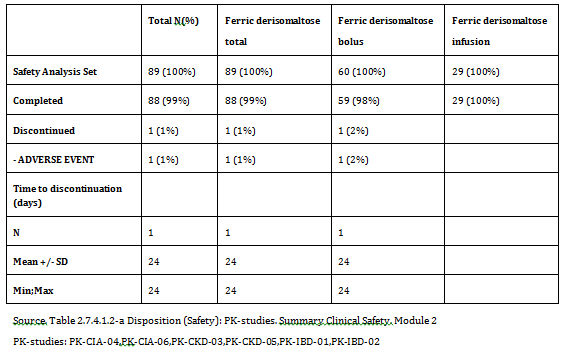 Total N(%) Ferric derisomaltose total Ferric derisomaltose bolus Ferric derisomaltose infusion
Safety Analysis Set 89 (100%) 89 (100%) 60 (100%) 29 (100%)
Completed 88 (99%) 88 (99%) 59 (98%) 29 (100%)
Discontinued 1 (1%) 1 (1%) 1 (2%)
- ADVERSE EVENT 1 (1%) 1 (1%) 1 (2%)
Time to discontinuation (days)
N 1 1 1
Mean +/- SD 24 24 24
Min;Max 24 24 24
Source. Table 2.7.4.1.2-a Disposition (Safety): PK-studies. Summary Clinical Safety. Module 2
PK-studies: PK-CIA-04,PK-CIA-06,PK-CKD-03,PK-CKD-05,PK-IBD-01,PK-IBD-02